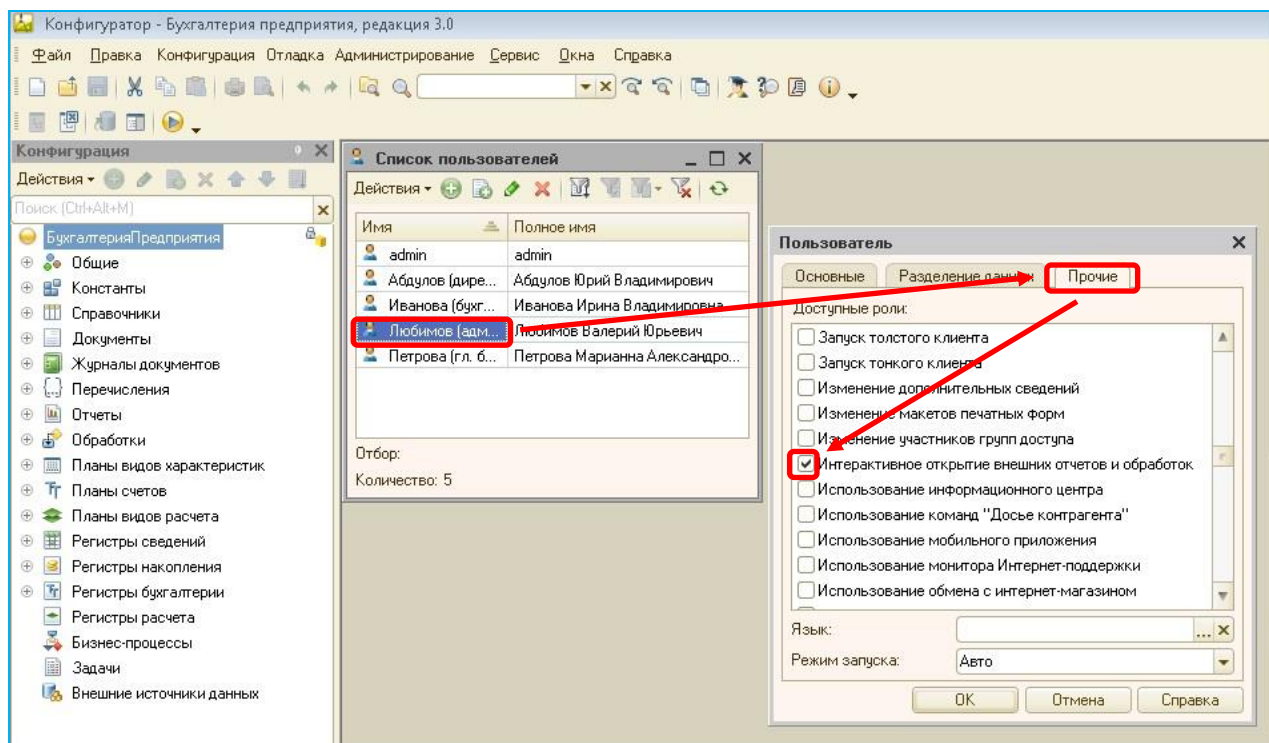 Конфигуратор - Бухгалтерия предприятия, редакция 3.0
Файл Правка Конфигурация Отладка Администрирование Сервис Окна Справка
Конфигурация
Действия
Поиск (Ctrl+Alt+M)
БухгалтерияПредприятия
Общие
Константы
Справочники
Документы
Журналы документов
Перечисления
Отчеты
Обработки
Планы видов характеристик
Планы счетов
Планы видов расчета
Регистры сведений
Регистры накопления
Регистры бухгалтерии
Регистры расчета
Бизнес-процессы
Задачи
Внешние источники данных
Список пользователей
Действия
Имя Полное имя
admin admin
Абдулов (дире... Абдулов Юрий Владимирович
Иванова (бухг... Иванова Ирина Владимировна
Любимов (адм... Любимов Валерий Юрьевич
Петрова (гл. б... Петрова Марианна Александро...
Отбор:
Количество: 5
Пользователь
Основные Разделение данных Прочие
Доступные роли:
Запуск толстого клиента
Запуск тонкого клиента
Изменение дополнительных сведений
Изменение макетов печатных форм
Изменение участников групп доступа
Интерактивное открытие внешних отчетов и обработок
Использование информационного центра
Использование команд "Досье контрагента"
Использование мобильного приложения
Использование монитора Интернет-поддержки
Использование обмена с интернет-магазином
Язык:
Режим запуска: Авто
OK Отмена Справка